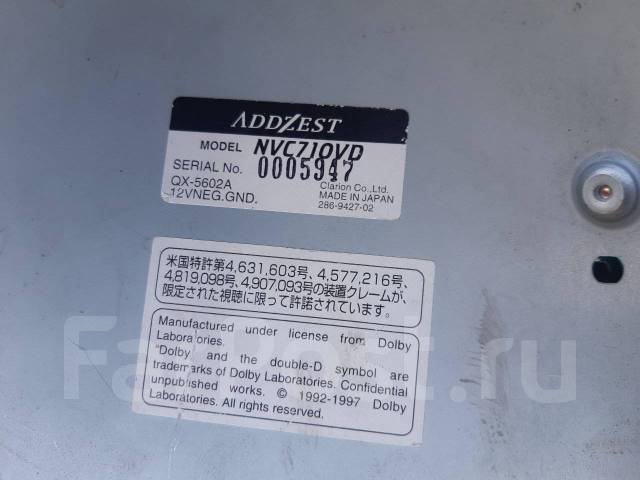 ADDZEST
MODEL NVC710VD
SERIAL No. 0005947
QX-5602A Clarion Co.,Ltd.
12VNEG.GND. MADE IN JAPAN
286-9427-02
米国特許第4,631,603号、4,577,216号、
4,819,098号、4,907,093号の装置クレームが、
限定された視聴に限って許諾されています。
Manufactured under license from Dolby
Laboratories.
"Dolby" and the double-D symbol are
trademarks of Dolby Laboratories. Confidential
unpublished works. © 1992-1997 Dolby
Laboratories. All rights reserved.
FarPost.ru